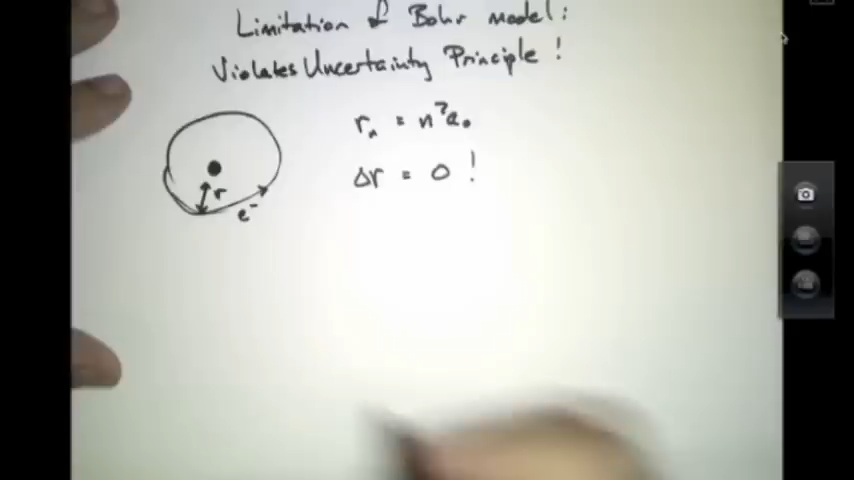 Limitation of Bohr model:
Violates Uncertainty Principle!
rₙ = n²a₀
Δr = 0 !
r
e⁻